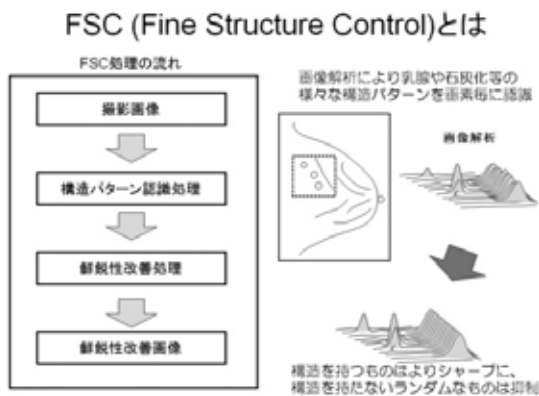 FSC (Fine Structure Control)とは
FSC処理の流れ
撮影画像
構造パターン認識処理
鮮鋭性改善処理
鮮鋭性改善画像
画像解析により乳腺や石灰化等の
様々な構造パターンを画素毎に認識
画像解析
構造を持つものはよりシャープに、
構造を持たないランダムなものは抑制